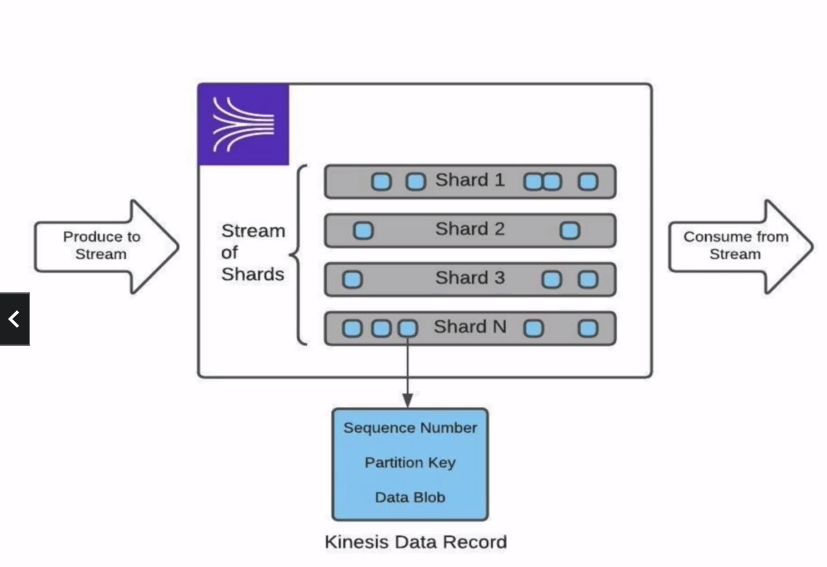 Produce to
Stream
Stream
of
Shards
Shard 1
Shard 2
Shard 3
Shard N
Consume from
Stream
Sequence Number
Partition Key
Data Blob
Kinesis Data Record